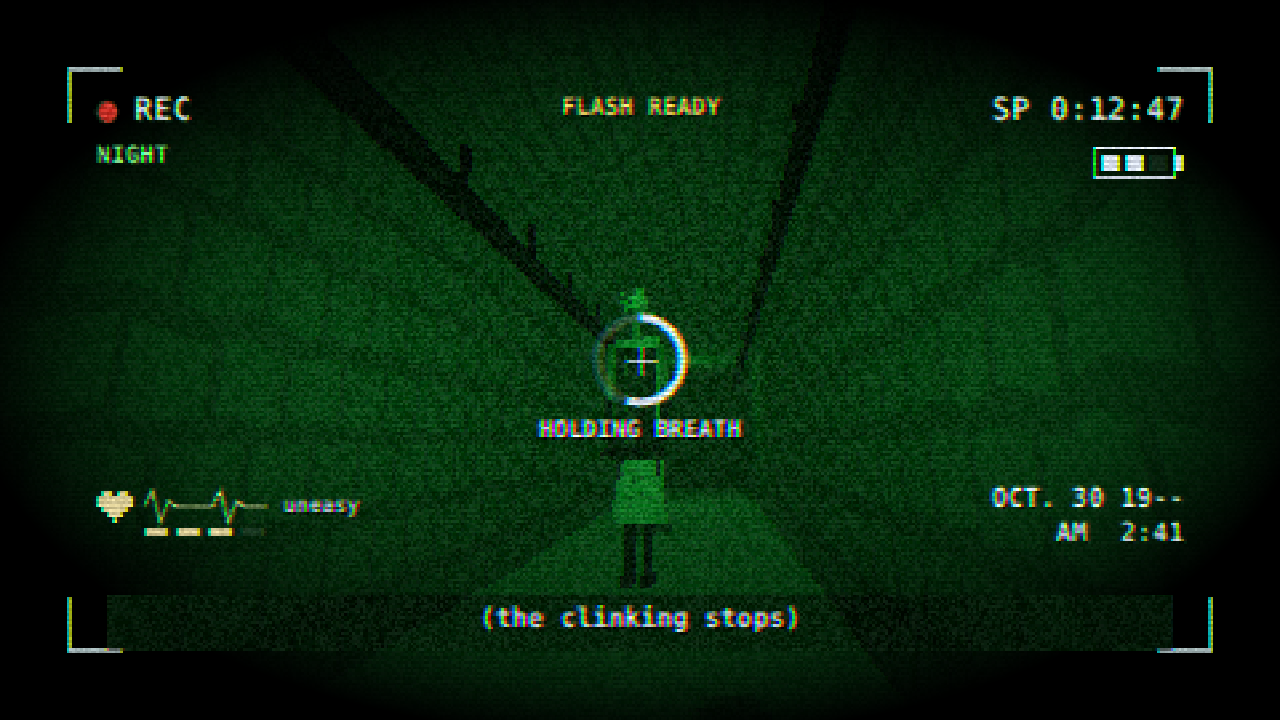 REC
FLASH READY
SP 0:12:47
NIGHT
HOLDING BREATH
uneasy
OCT. 30 19--
AM 2:41
(the clinking stops)